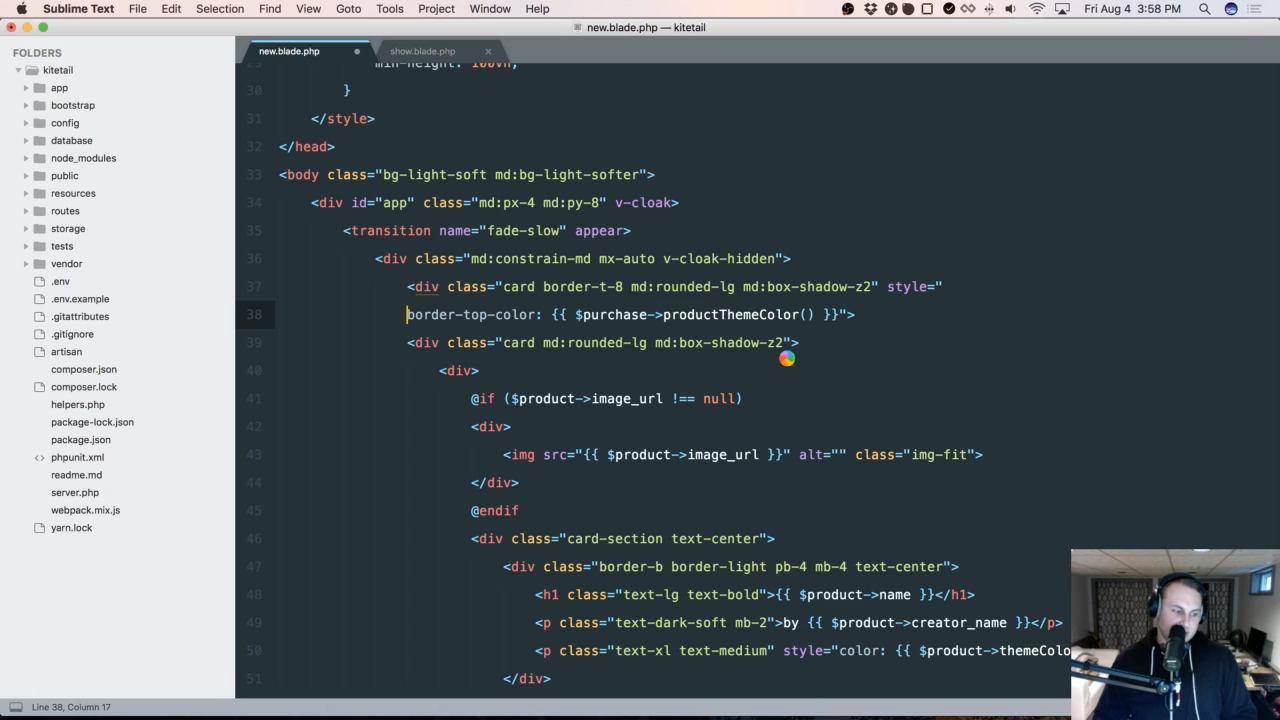 Sublime Text File Edit Selection Find View Goto Tools Project Window Help Fri Aug 4 3:58 PM
new.blade.php — kitetail
FOLDERS
kitetail
app
bootstrap
config
database
node_modules
public
resources
routes
storage
tests
vendor
.env
.env.example
.gitattributes
.gitignore
artisan
composer.json
composer.lock
helpers.php
package-lock.json
package.json
<> phpunit.xml
readme.md
server.php
webpack.mix.js
yarn.lock
new.blade.php show.blade.php ×
29 min-height: 100vh;
30 }
31 </style>
32 </head>
33 <body class="bg-light-soft md:bg-light-softer">
34 <div id="app" class="md:px-4 md:py-8" v-cloak>
35 <transition name="fade-slow" appear>
36 <div class="md:constrain-md mx-auto v-cloak-hidden">
37 <div class="card border-t-8 md:rounded-lg md:box-shadow-z2" style="
38 border-top-color: {{ $purchase->productThemeColor() }}">
39 <div class="card md:rounded-lg md:box-shadow-z2">
40 <div>
41 @if ($product->image_url !== null)
42 <div>
43 <img src="{{ $product->image_url }}" alt="" class="img-fit">
44 </div>
45 @endif
46 <div class="card-section text-center">
47 <div class="border-b border-light pb-4 mb-4 text-center">
48 <h1 class="text-lg text-bold">{{ $product->name }}</h1>
49 <p class="text-dark-soft mb-2">by {{ $product->creator_name }}</p>
50 <p class="text-xl text-medium" style="color: {{ $product->themeColo
51 </div>
Line 38, Column 17